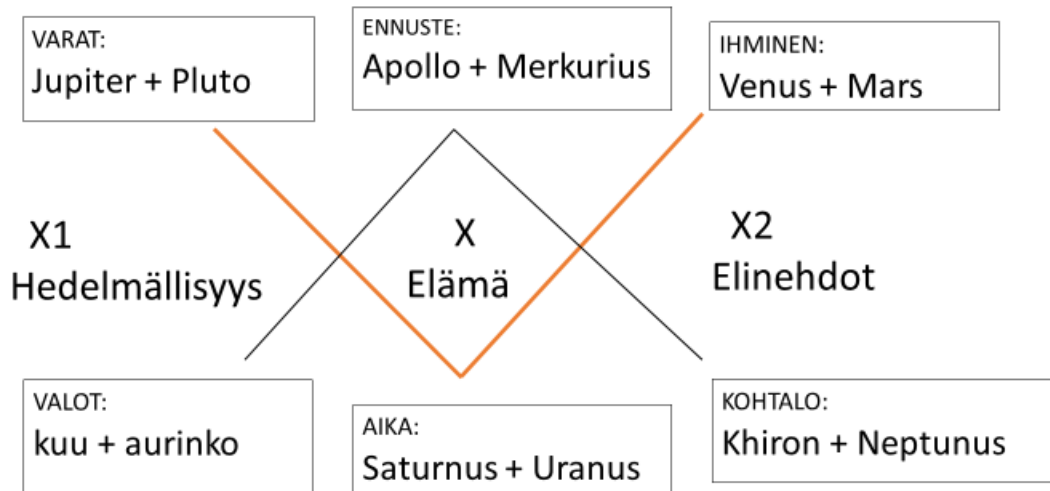 VARAT:
Jupiter + Pluto
ENNUSTE:
Apollo + Merkurius
IHMINEN:
Venus + Mars
X1
Hedelmällisyys
X
Elämä
X2
Elinehdot
VALOT:
kuu + aurinko
AIKA:
Saturnus + Uranus
KOHTALO:
Khiron + Neptunus